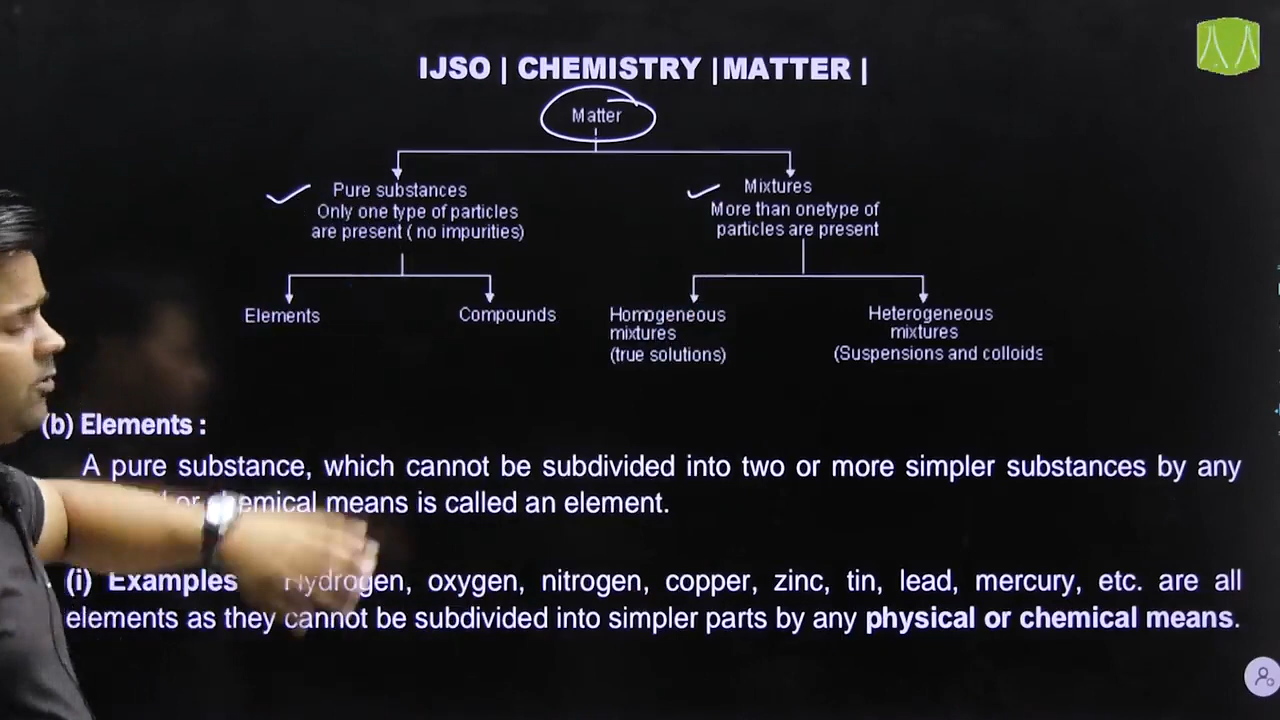 IJSO | CHEMISTRY |MATTER |
Matter
Pure substances
Only one type of particles
are present ( no impurities)
Mixtures
More than onetype of
particles are present
Elements
Compounds
Homogeneous
mixtures
(true solutions)
Heterogeneous
mixtures
(Suspensions and colloids
(b) Elements :
A pure substance, which cannot be subdivided into two or more simpler substances by any
or chemical means is called an element.
(i) Examples Hydrogen, oxygen, nitrogen, copper, zinc, tin, lead, mercury, etc. are all
elements as they cannot be subdivided into simpler parts by any physical or chemical means.